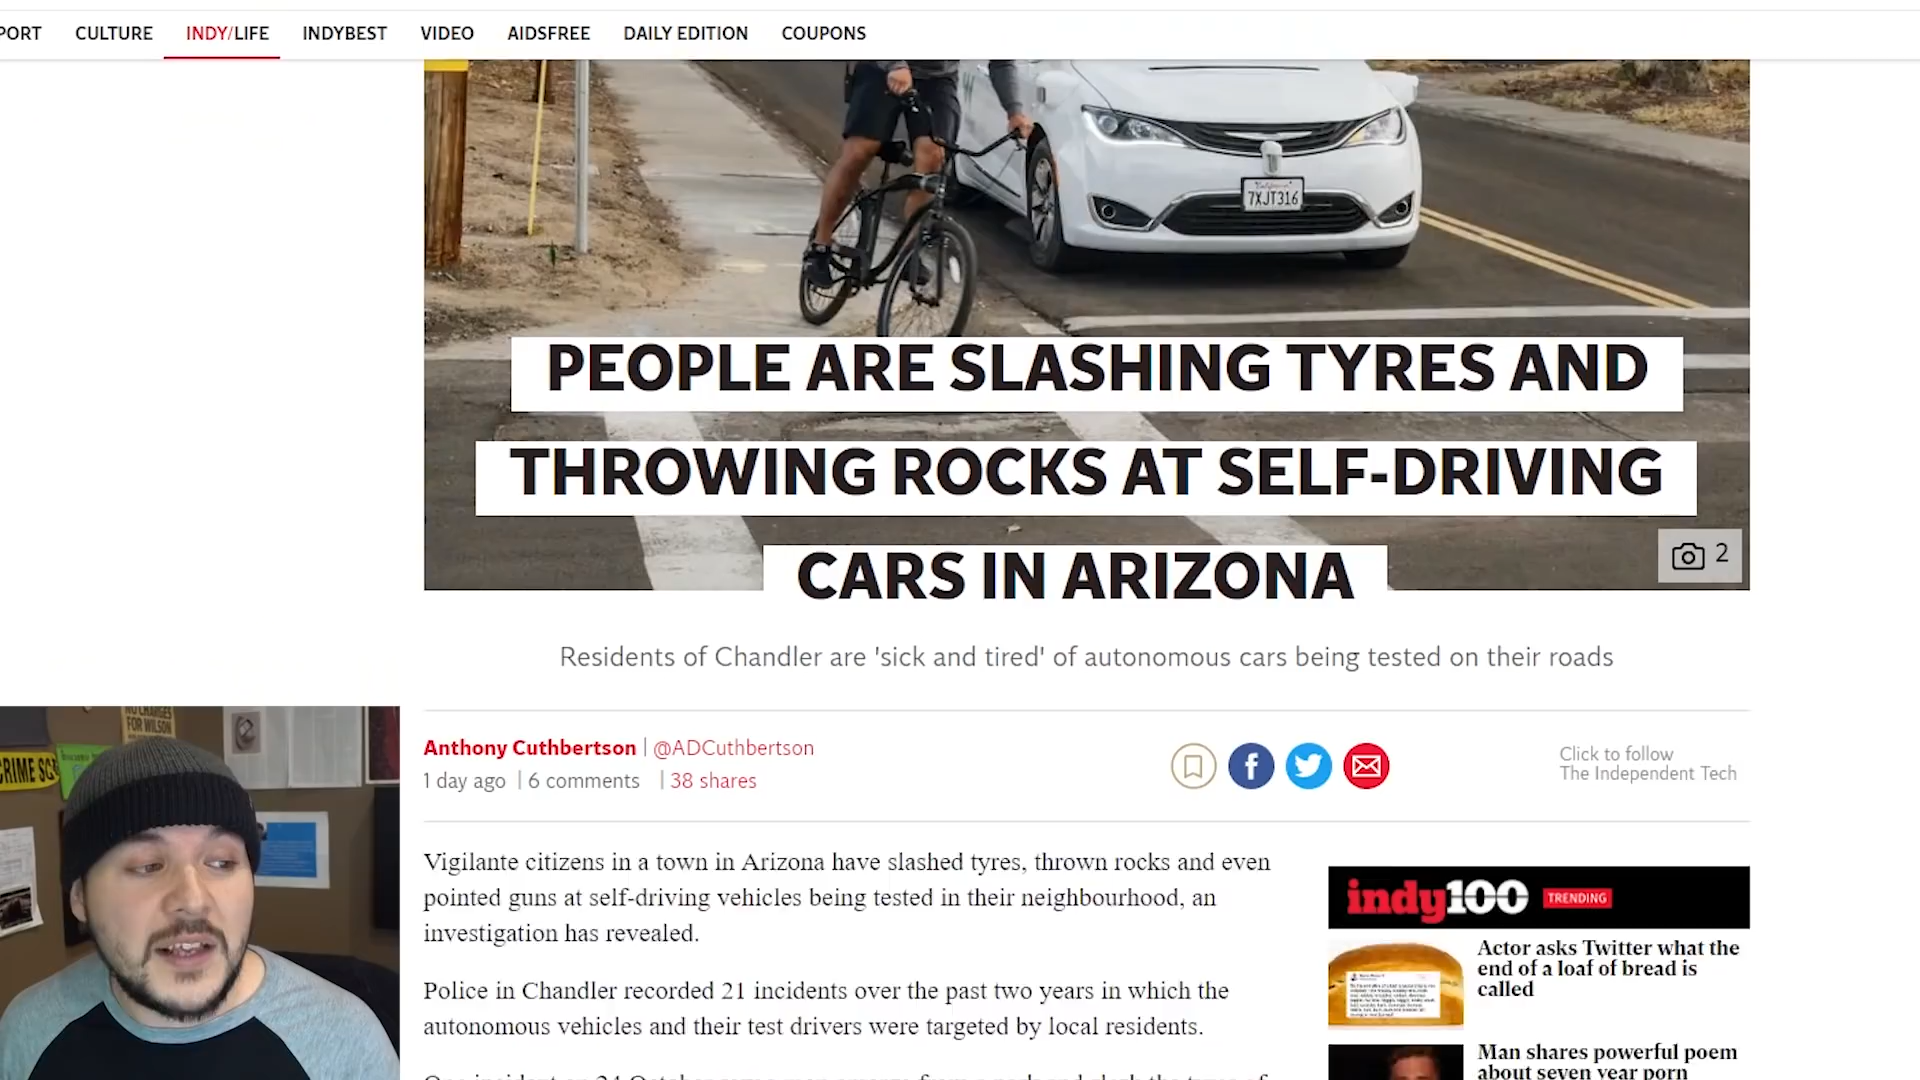 PORT CULTURE INDY/LIFE INDYBEST VIDEO AIDSFREE DAILY EDITION COUPONS
7XJT316
PEOPLE ARE SLASHING TYRES AND
THROWING ROCKS AT SELF-DRIVING
CARS IN ARIZONA
2
Residents of Chandler are 'sick and tired' of autonomous cars being tested on their roads
Anthony Cuthbertson | @ADCuthbertson
1 day ago | 6 comments | 38 shares
Click to follow
The Independent Tech
Vigilante citizens in a town in Arizona have slashed tyres, thrown rocks and even
pointed guns at self-driving vehicles being tested in their neighbourhood, an
investigation has revealed.
Police in Chandler recorded 21 incidents over the past two years in which the
autonomous vehicles and their test drivers were targeted by local residents.
indy100 TRENDING
Actor asks Twitter what the
end of a loaf of bread is
called
Man shares powerful poem
about seven year porn
FOR WILSON
CRIME SC